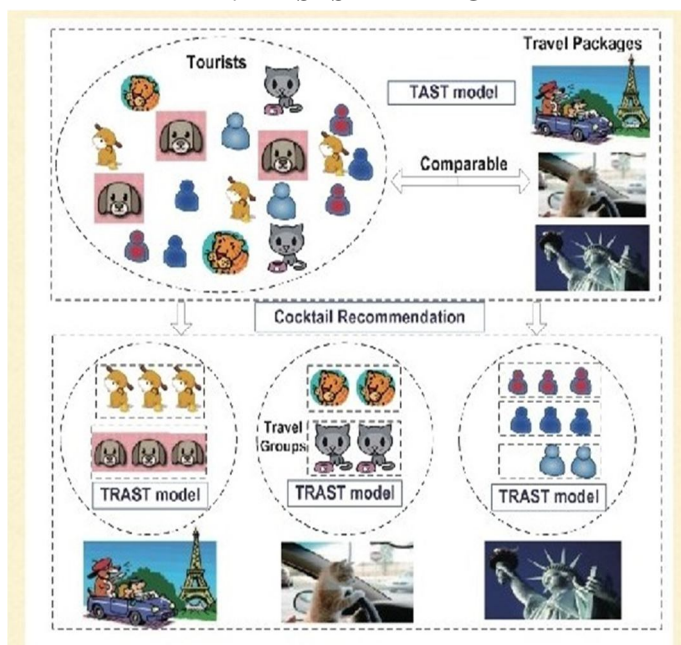 Tourists
Travel Packages
TAST model
Comparable
Cocktail Recommendation
Travel
Groups
TRAST model
TRAST model
TRAST model